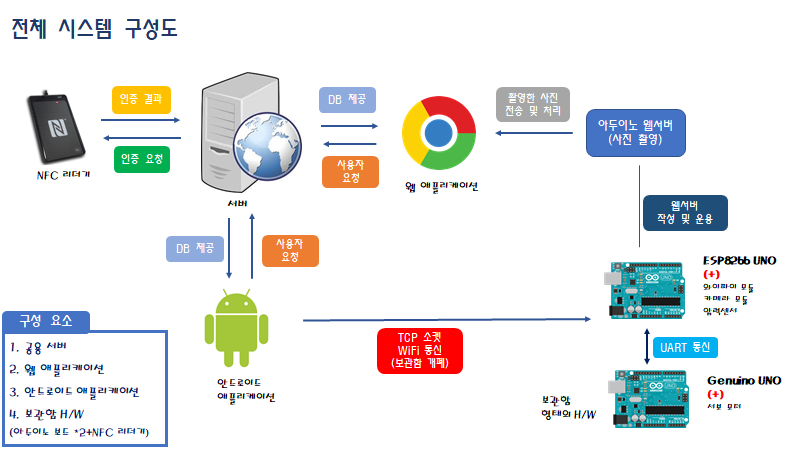 전체 시스템 구성도
인증 결과
인증 요청
NFC 리더기
서버
DB 제공
사용자
요청
웹 애플리케이션
촬영한 사진
전송 및 처리
아두이노 웹서버
(사진 촬영)
웹서버
작성 및 운용
DB 제공
사용자
요청
ESP8266 UNO
(+)
와이파이 모듈
카메라 모듈
압력센서
구성 요소
1. 공용 서버
2. 웹 애플리케이션
3. 안드로이드 애플리케이션
4. 보관함 H/W
(아두이노 보드 *2+NFC 리더기)
안드로이드
애플리케이션
TCP 소켓
WiFi 통신
(보관함 개폐)
UART 통신
보관함
형태의 H/W
Genuino UNO
(+)
서보 모터